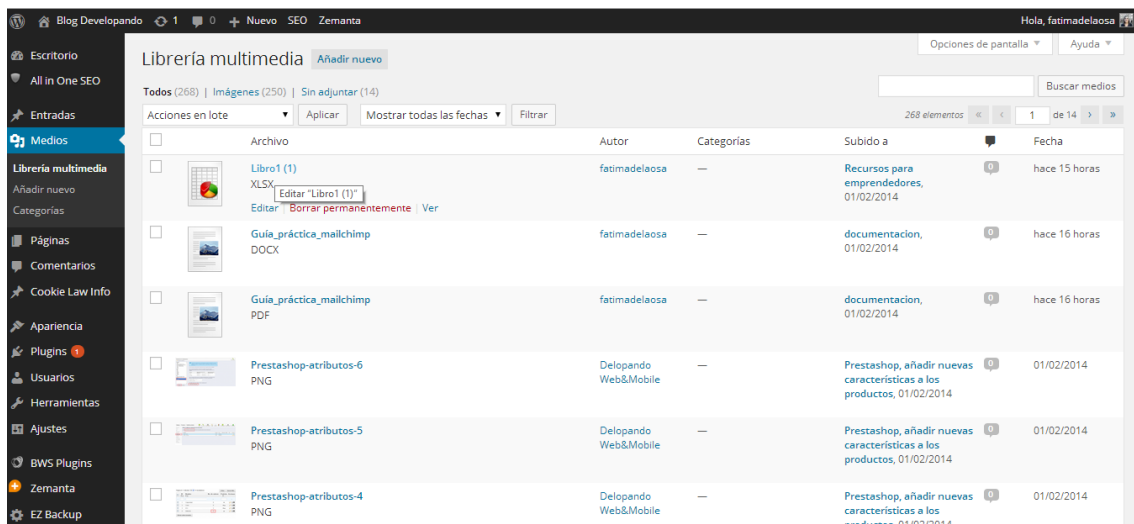 Blog Developando 1 0 + Nuevo SEO Zemanta Hola, fatimadelaosa
Escritorio
All in One SEO
Entradas
Medios
Librería multimedia
Añadir nuevo
Categorías
Páginas
Comentarios
Cookie Law Info
Apariencia
Plugins 1
Usuarios
Herramientas
Ajustes
BWS Plugins
Zemanta
EZ Backup
Opciones de pantalla Ayuda
Librería multimedia Añadir nuevo
Todos (268) | Imágenes (250) | Sin adjuntar (14) Buscar medios
Acciones en lote Aplicar Mostrar todas las fechas Filtrar 268 elementos « ‹ 1 de 14 › »
Archivo Autor Categorías Subido a Fecha
Libro1 (1) fatimadelaosa — Recursos para 0 hace 15 horas
XLSX emprendedores,
Editar "Libro1 (1)" 01/02/2014
Editar | Borrar permanentemente | Ver
Guía_práctica_mailchimp fatimadelaosa — documentacion, 0 hace 16 horas
DOCX 01/02/2014
Guía_práctica_mailchimp fatimadelaosa — documentacion, 0 hace 16 horas
PDF 01/02/2014
Prestashop-atributos-6 Delopando — Prestashop, añadir nuevas 0 01/02/2014
PNG Web&Mobile características a los
productos, 01/02/2014
Prestashop-atributos-5 Delopando — Prestashop, añadir nuevas 0 01/02/2014
PNG Web&Mobile características a los
productos, 01/02/2014
Prestashop-atributos-4 Delopando — Prestashop, añadir nuevas 0 01/02/2014
PNG Web&Mobile características a los